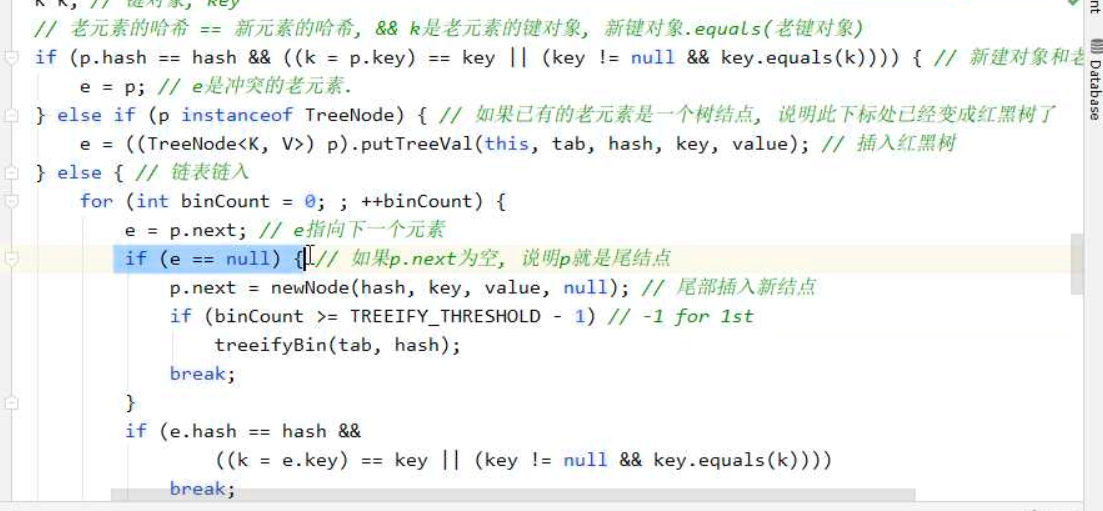 K k; // 键对象, key
// 老元素的哈希 == 新元素的哈希, && k是老元素的键对象, 新键对象.equals(老键对象)
if (p.hash == hash && ((k = p.key) == key || (key != null && key.equals(k)))) { // 新建对象和老
e = p; // e是冲突的老元素.
} else if (p instanceof TreeNode) { // 如果已有的老元素是一个树结点, 说明此下标处已经变成红黑树了
e = ((TreeNode<K, V>) p).putTreeVal(this, tab, hash, key, value); // 插入红黑树
} else { // 链表链入
for (int binCount = 0; ; ++binCount) {
e = p.next; // e指向下一个元素
if (e == null) { // 如果p.next为空, 说明p就是尾结点
p.next = newNode(hash, key, value, null); // 尾部插入新结点
if (binCount >= TREEIFY_THRESHOLD - 1) // -1 for 1st
treeifyBin(tab, hash);
break;
}
if (e.hash == hash &&
((k = e.key) == key || (key != null && key.equals(k))))
break;
Database